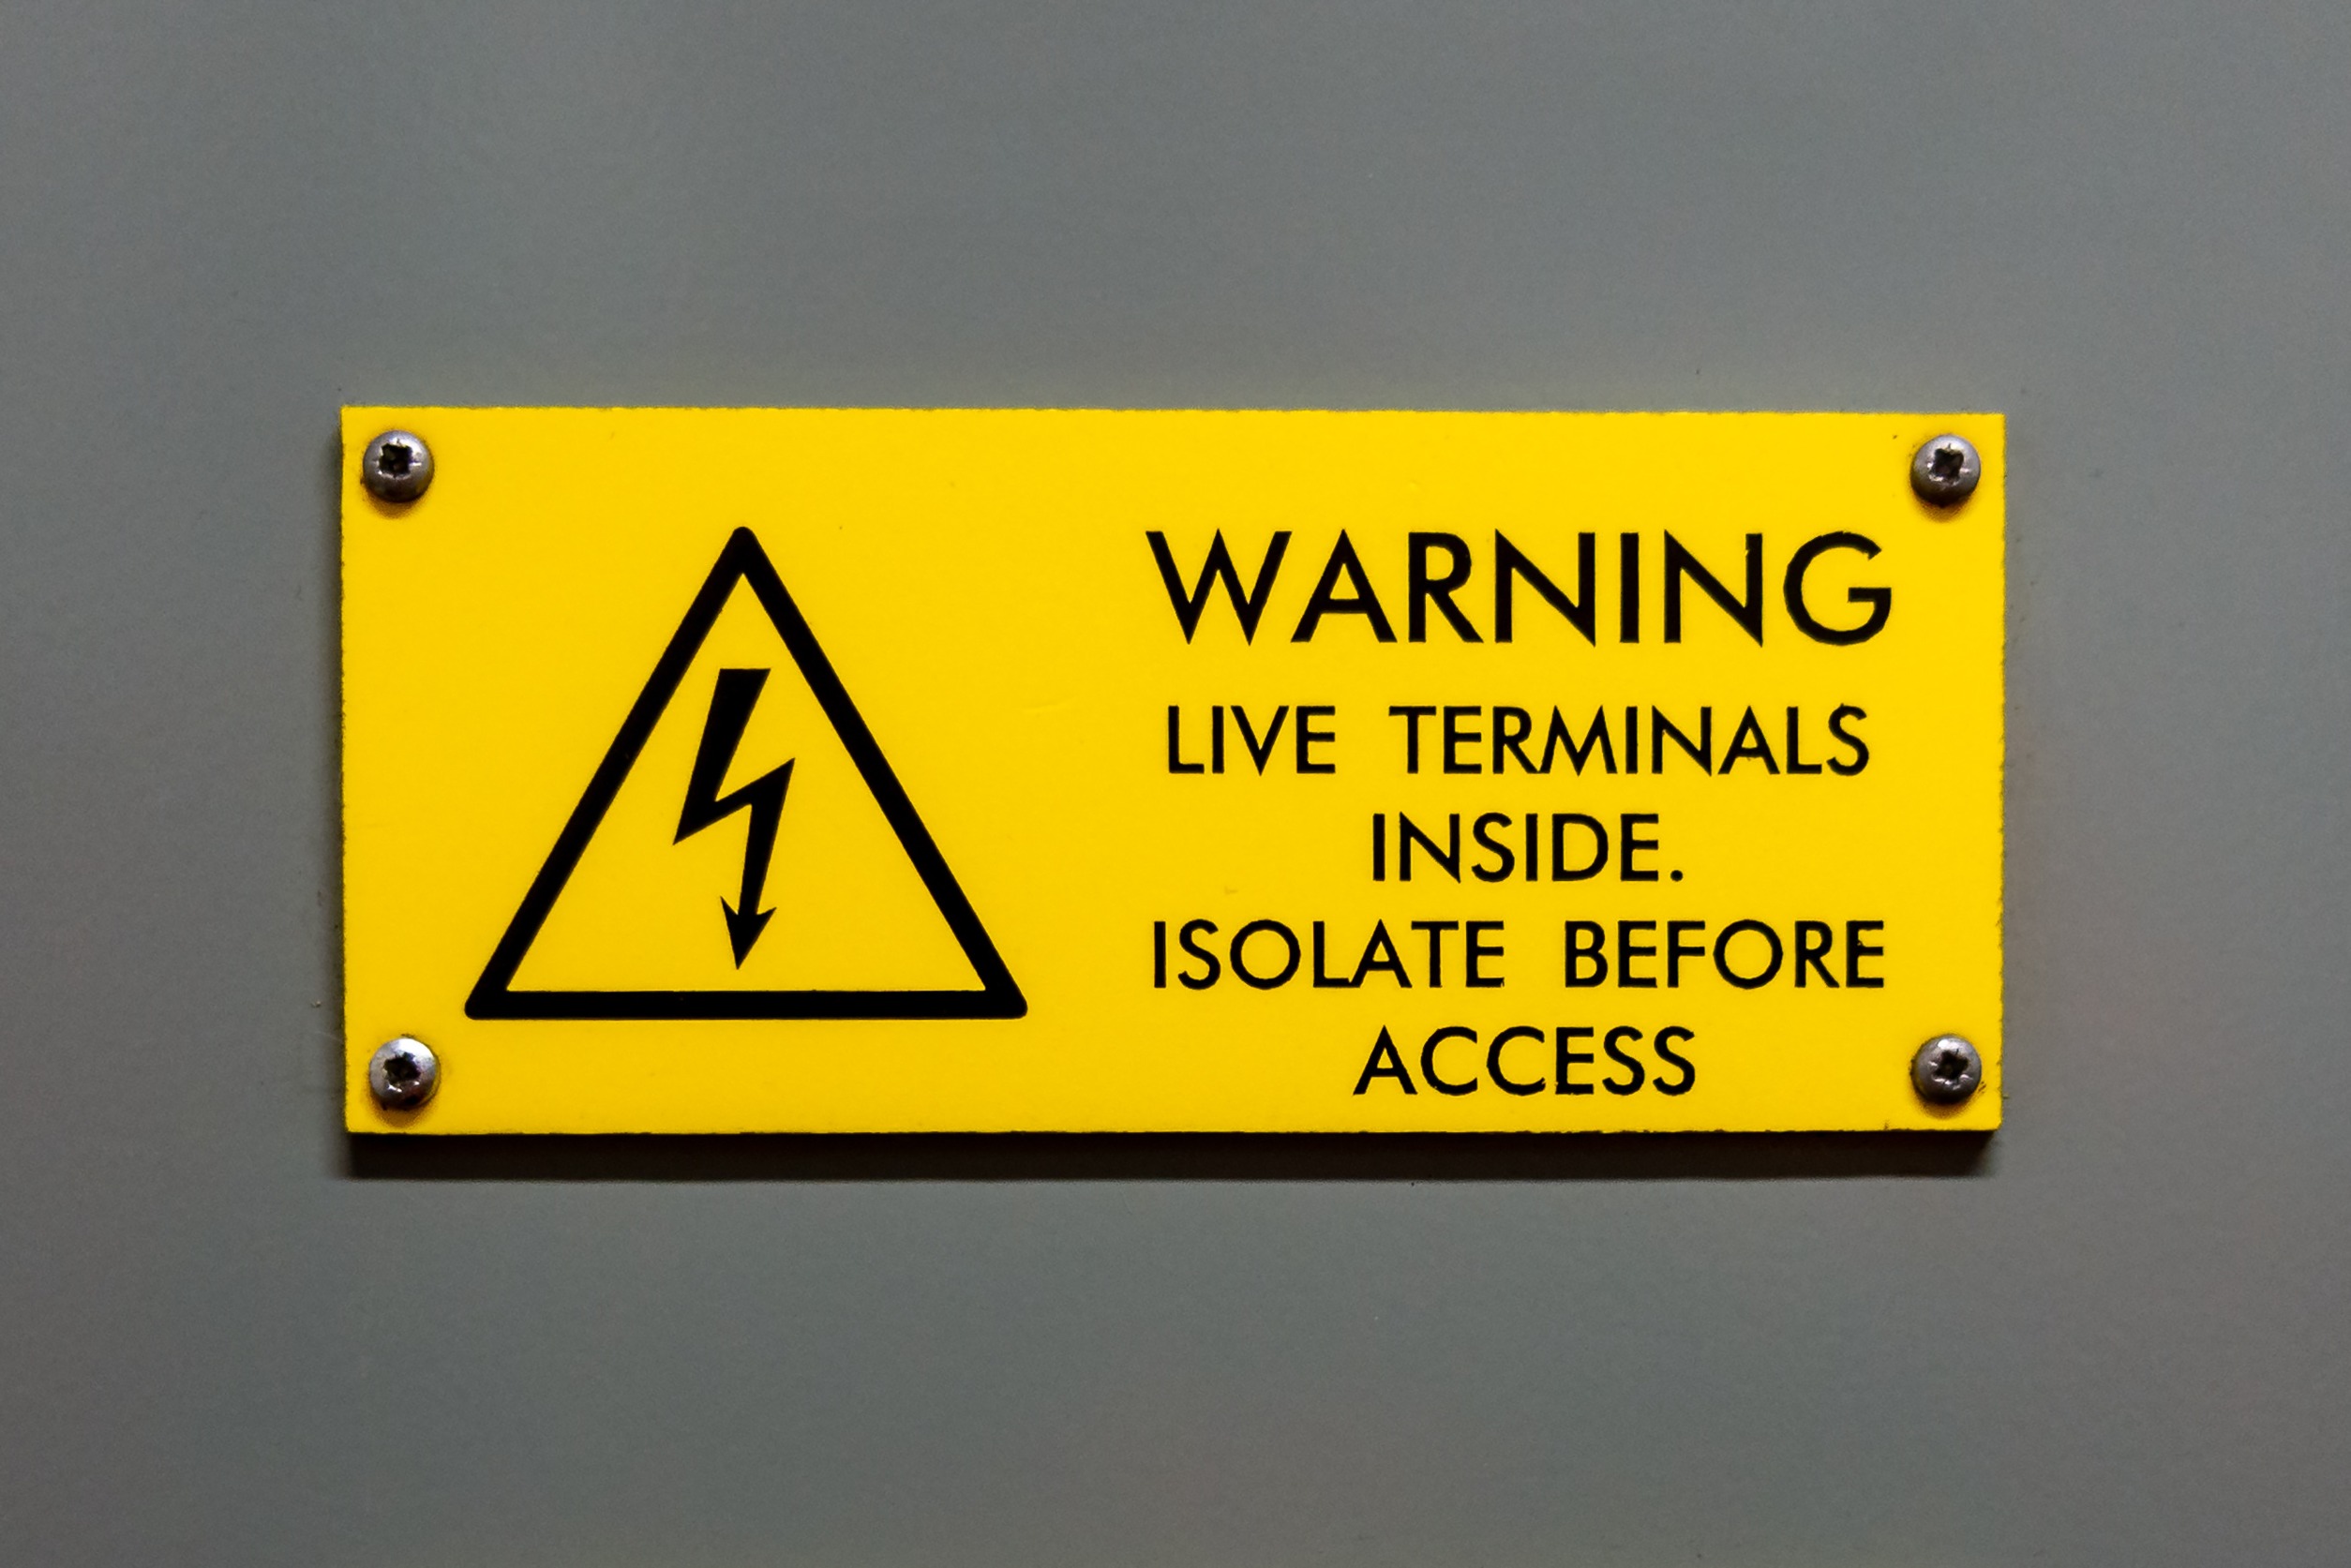 WARNING
LIVE TERMINALS
INSIDE.
ISOLATE BEFORE
ACCESS